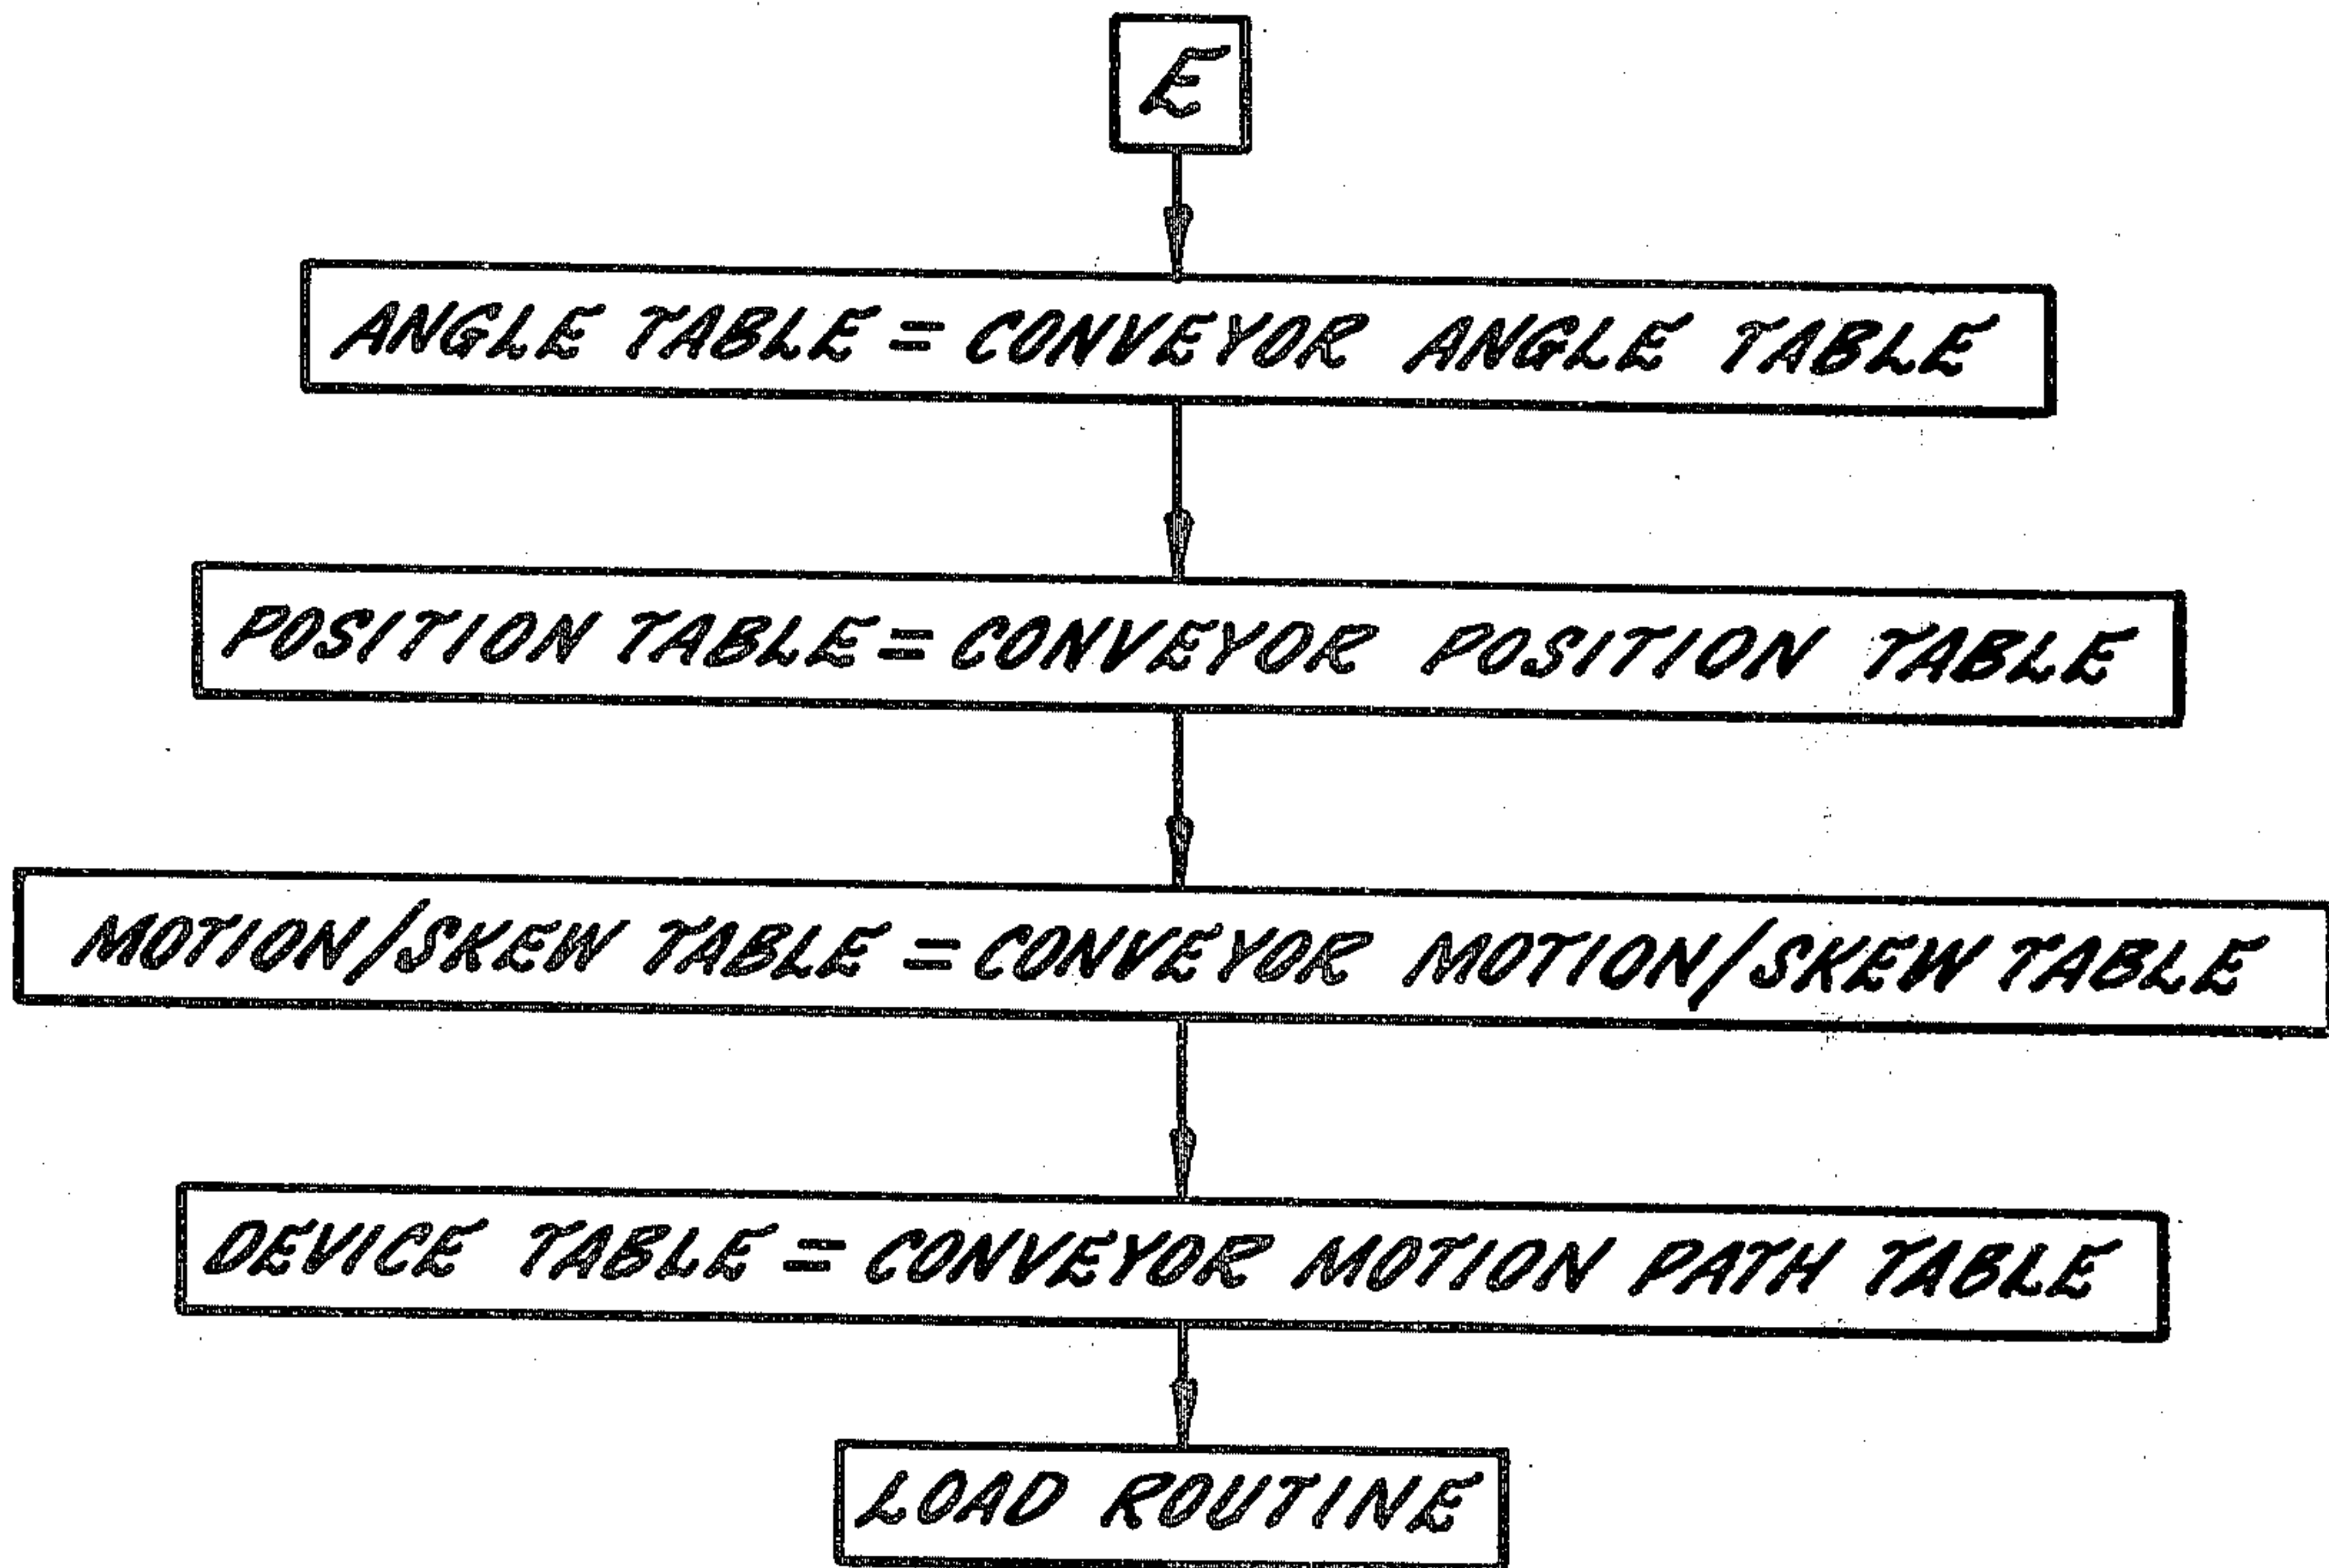 E
ANGLE TABLE = CONVEYOR ANGLE TABLE
POSITION TABLE = CONVEYOR POSITION TABLE
MOTION/SKEW TABLE = CONVEYOR MOTION/SKEW TABLE
DEVICE TABLE = CONVEYOR MOTION PATH TABLE
LOAD ROUTINE